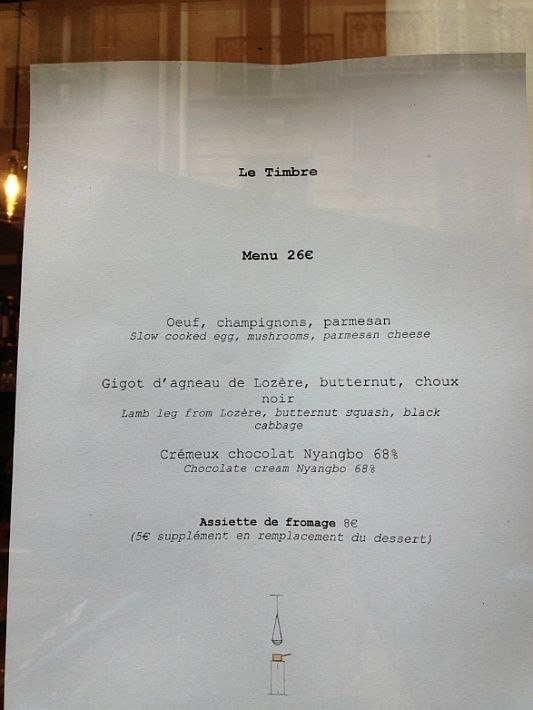 Le Timbre
Menu 26€
Oeuf, champignons, parmesan
Slow cooked egg, mushrooms, parmesan cheese
Gigot d'agneau de Lozère, butternut, choux
noir
Lamb leg from Lozère, butternut squash, black
cabbage
Crémeux chocolat Nyangbo 68%
Chocolate cream Nyangbo 68%
Assiette de fromage 8€
(5€ supplément en remplacement du dessert)